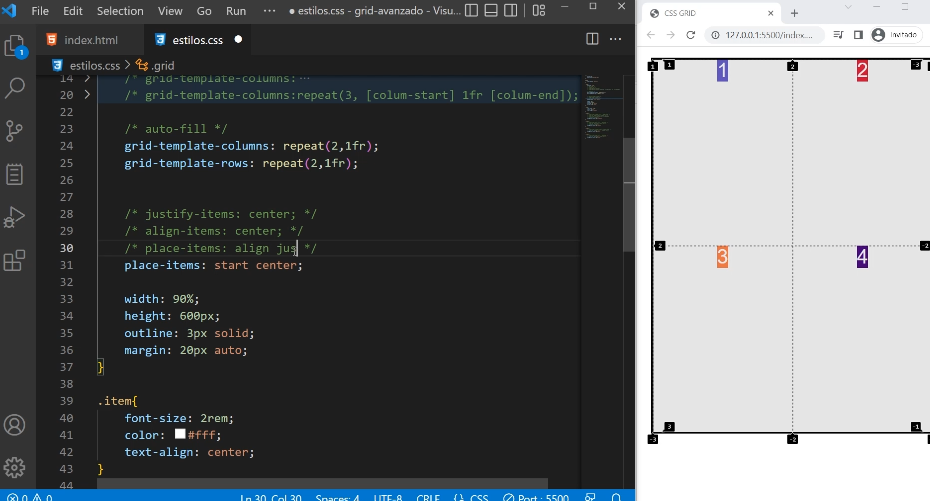 File Edit Selection View Go Run ··· ● estilos.css - grid-avanzado - Visu...
index.html
estilos.css ●
estilos.css > .grid
14 > /* grid-template-columns: ···
20 > /* grid-template-columns:repeat(3, [colum-start] 1fr [colum-end]);
22
23 /* auto-fill */
24 grid-template-columns: repeat(2,1fr);
25 grid-template-rows: repeat(2,1fr);
26
27
28 /* justify-items: center; */
29 /* align-items: center; */
30 /* place-items: align jus */
31 place-items: start center;
32
33 width: 90%;
34 height: 600px;
35 outline: 3px solid;
36 margin: 20px auto;
37 }
38
39 .item{
40 font-size: 2rem;
41 color: #fff;
42 text-align: center;
43 }
44
1
0 0 Ln 30, Col 30 Spaces: 4 UTF-8 CRLF {} CSS Port : 5500
CSS GRID
127.0.0.1:5500/index....
Invitado
1 1 2 -3
1 2
2 -2
3 4
3 -1
-3 -2